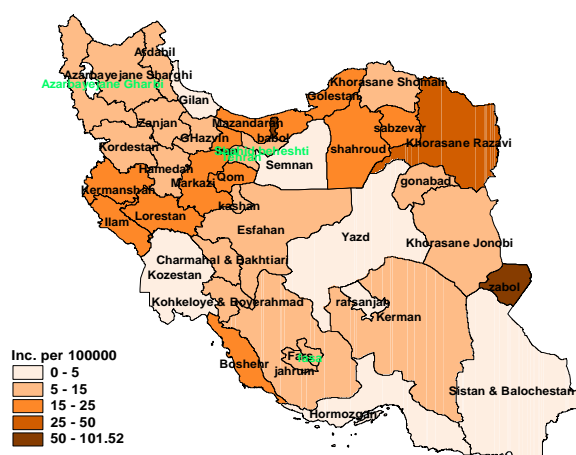 Ardabil
Azarbayejane Sharghi
Azarbayejane Gharbi
Gilan
Khorasane Shomali
Golestan
Zanjan
Mazandaran
GHazvin
babol
sabzevar
Kordestan
Khorasane Razavi
shahroud
Tehran
Semnan
Hamedan
Qom
Markazi
Kermanshah
gonabad
kashan
Lorestan
Ilam
Esfahan
Yazd
Khorasane Jonobi
Charmahal & Bakhtiari
Kozestan
zabol
Kohkeloye & Boyerahmad
rafsanjan
Kerman
Inc. per 100000
0 - 5
5 - 15
15 - 25
25 - 50
50 - 101.52
Boshehr
Fars
jahrum
Sistan & Balochestan
Hormozgan